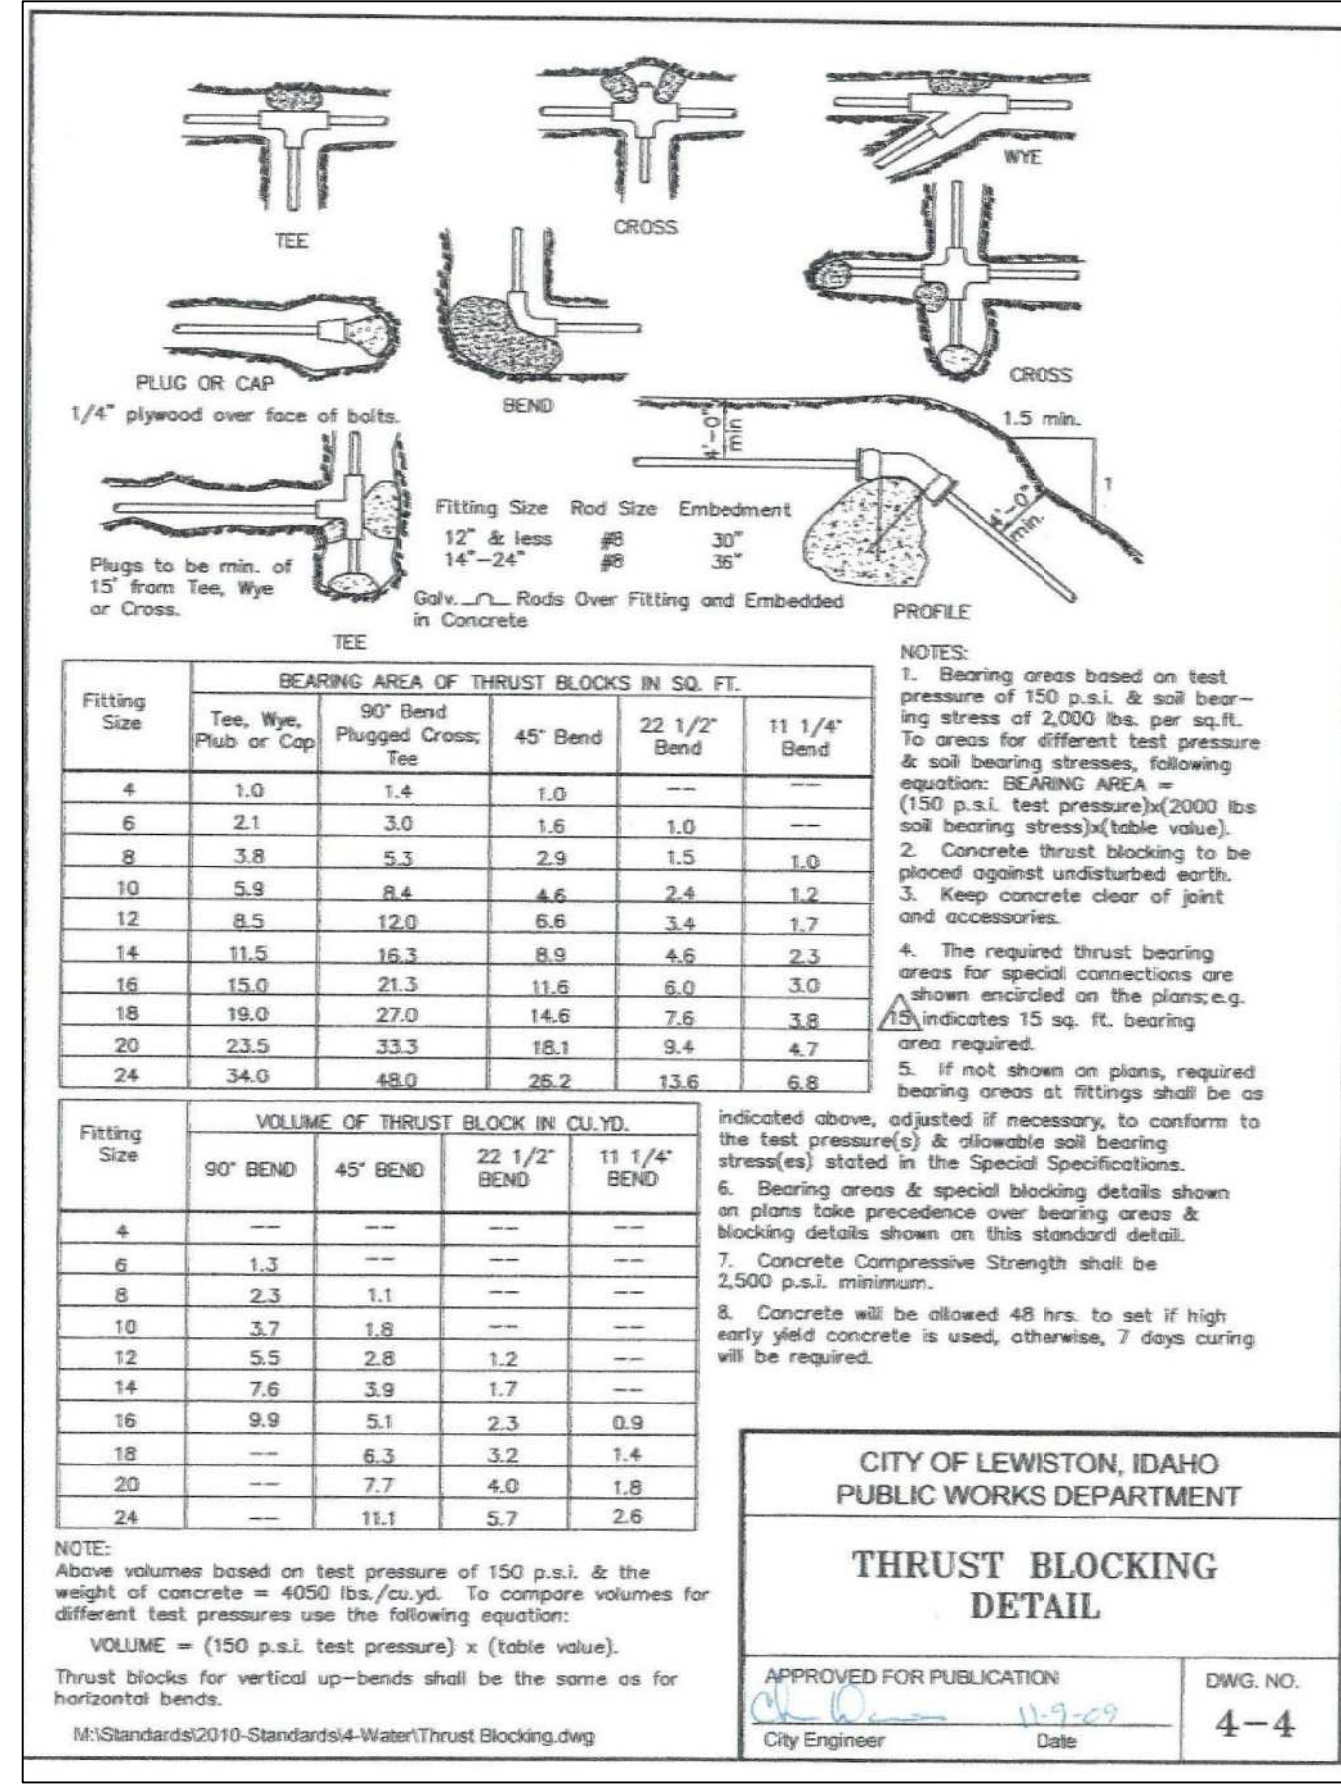 TEE
CROSS
WYE
PLUG OR CAP
1/4" plywood over face of bolts.
BEND
CROSS
4'-0"
min
1.5 min.
1
4'-0"
min.
Plugs to be min. of
15' from Tee, Wye
or Cross.
TEE
Fitting Size Rod Size Embedment
12" & less #8 30"
14"-24" #8 36"
Galv. Rods Over Fitting and Embedded
in Concrete
PROFILE
Fitting
Size
BEARING AREA OF THRUST BLOCKS IN SQ. FT.
Tee, Wye,
Plub or Cap
90° Bend
Plugged Cross;
Tee
45° Bend
22 1/2°
Bend
11 1/4°
Bend
4 1.0 1.4 1.0 -- --
6 2.1 3.0 1.6 1.0 --
8 3.8 5.3 2.9 1.5 1.0
10 5.9 8.4 4.6 2.4 1.2
12 8.5 12.0 6.6 3.4 1.7
14 11.5 16.3 8.9 4.6 2.3
16 15.0 21.3 11.6 6.0 3.0
18 19.0 27.0 14.6 7.6 3.8
20 23.5 33.3 18.1 9.4 4.7
24 34.0 48.0 26.2 13.6 6.8
NOTES:
1. Bearing areas based on test
pressure of 150 p.s.i. & soil bear-
ing stress of 2,000 lbs. per sq.ft.
To areas for different test pressure
& soil bearing stresses, following
equation: BEARING AREA =
(150 p.s.i. test pressure)x(2000 lbs
soil bearing stress)x(table value).
2. Concrete thrust blocking to be
placed against undisturbed earth.
3. Keep concrete clear of joint
and accessories.
4. The required thrust bearing
areas for special connections are
shown encircled on the plans; e.g.
15 indicates 15 sq. ft. bearing
area required.
5. If not shown on plans, required
bearing areas at fittings shall be as
indicated above, adjusted if necessary, to conform to
the test pressure(s) & allowable soil bearing
stress(es) stated in the Special Specifications.
6. Bearing areas & special blocking details shown
on plans take precedence over bearing areas &
blocking details shown on this standard detail.
7. Concrete Compressive Strength shall be
2,500 p.s.i. minimum.
8. Concrete will be allowed 48 hrs. to set if high
early yield concrete is used, otherwise, 7 days curing
will be required.
Fitting
Size
VOLUME OF THRUST BLOCK IN CU.YD.
90° BEND
45° BEND
22 1/2°
BEND
11 1/4°
BEND
4 -- -- -- --
6 1.3 -- -- --
8 2.3 1.1 -- --
10 3.7 1.8 -- --
12 5.5 2.8 1.2 --
14 7.6 3.9 1.7 --
16 9.9 5.1 2.3 0.9
18 -- 6.3 3.2 1.4
20 -- 7.7 4.0 1.8
24 -- 11.1 5.7 2.6
NOTE:
Above volumes based on test pressure of 150 p.s.i. & the
weight of concrete = 4050 lbs./cu.yd. To compare volumes for
different test pressures use the following equation:
VOLUME = (150 p.s.i. test pressure) x (table value).
Thrust blocks for vertical up-bends shall be the same as for
horizontal bends.
M:\Standards\2010-Standards\4-Water\Thrust Blocking.dwg
CITY OF LEWISTON, IDAHO
PUBLIC WORKS DEPARTMENT
THRUST BLOCKING
DETAIL
APPROVED FOR PUBLICATION
11-9-09
City Engineer Date
DWG. NO.
4-4